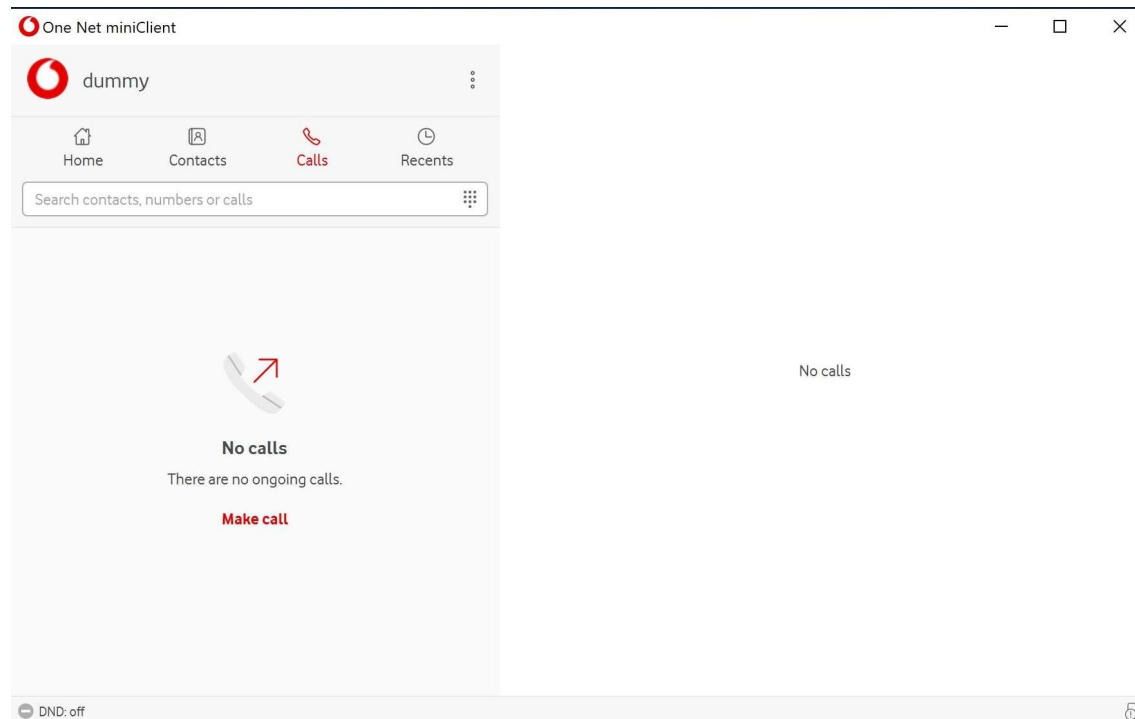 One Net miniClient
dummy
Home Contacts Calls Recents
Search contacts, numbers or calls
No calls
No calls
There are no ongoing calls.
Make call
DND: off